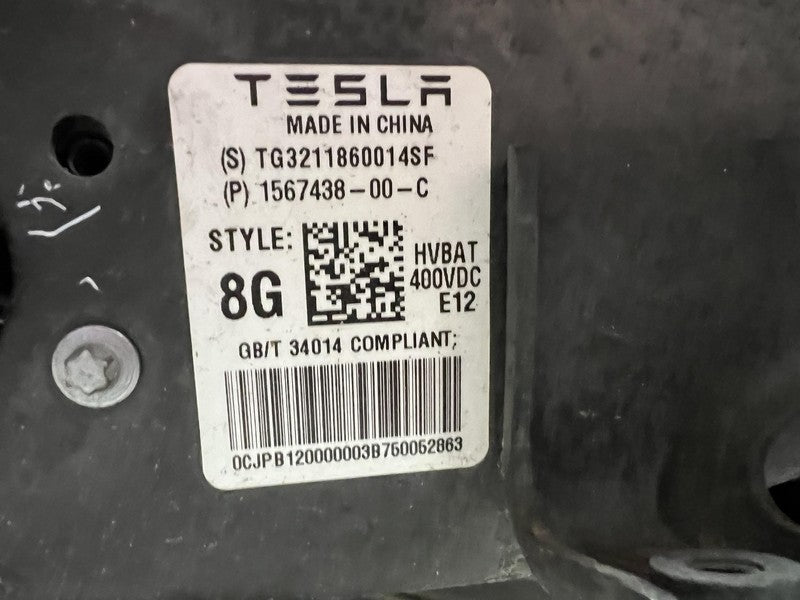 TESLA
MADE IN CHINA
(S) TG3211860014SF
(P) 1567438-00-C
STYLE:
8G
HVBAT
400VDC
E12
GB/T 34014 COMPLIANT;
0CJPB120000003B750052863